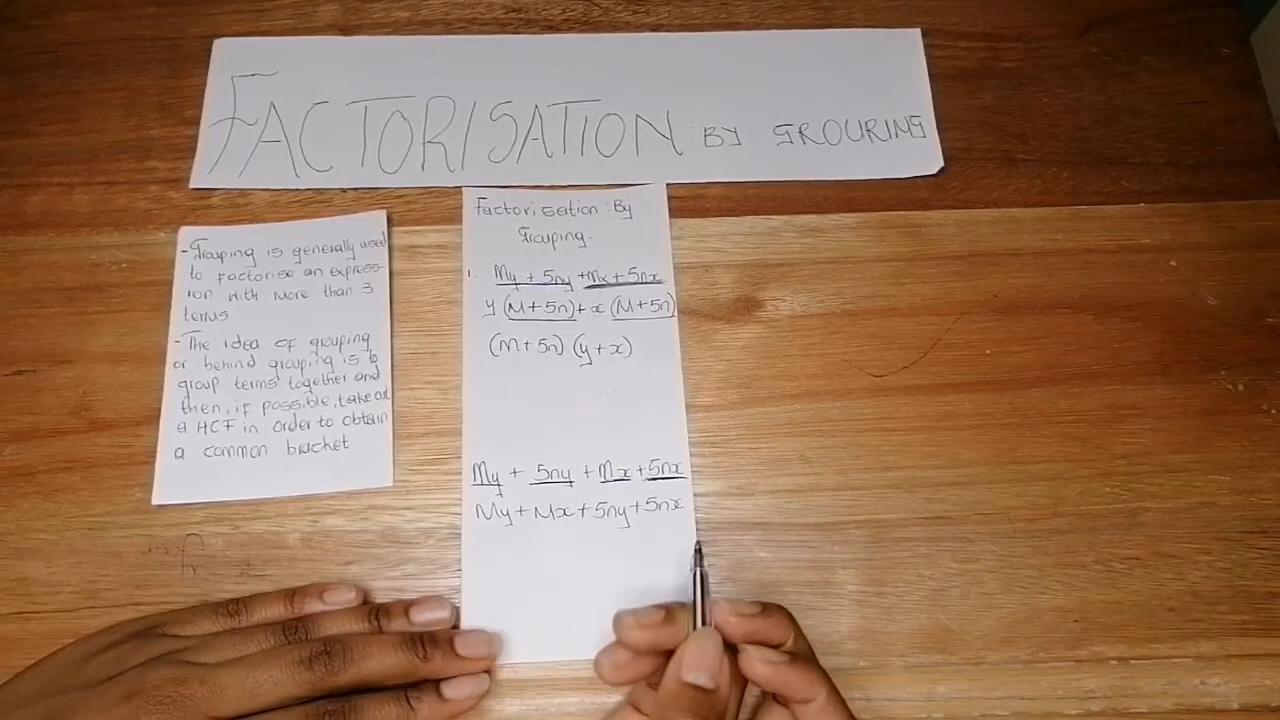 FACTORISATION : BY GROURING
- Grouping is generally used
to factorise an express-
ion with more than 3
terms
- The idea of grouping
or behind grouping is to
group terms together and
then, if possible, take out
a HCF in order to obtain
a common bracket
Factorisation : By
Grouping.
1. My + 5ny + mx + 5nx
y (M + 5n) + x (M + 5n)
(M + 5n) (y + x)
My + 5ny + Mx + 5nx
My + Mx + 5ny + 5nx